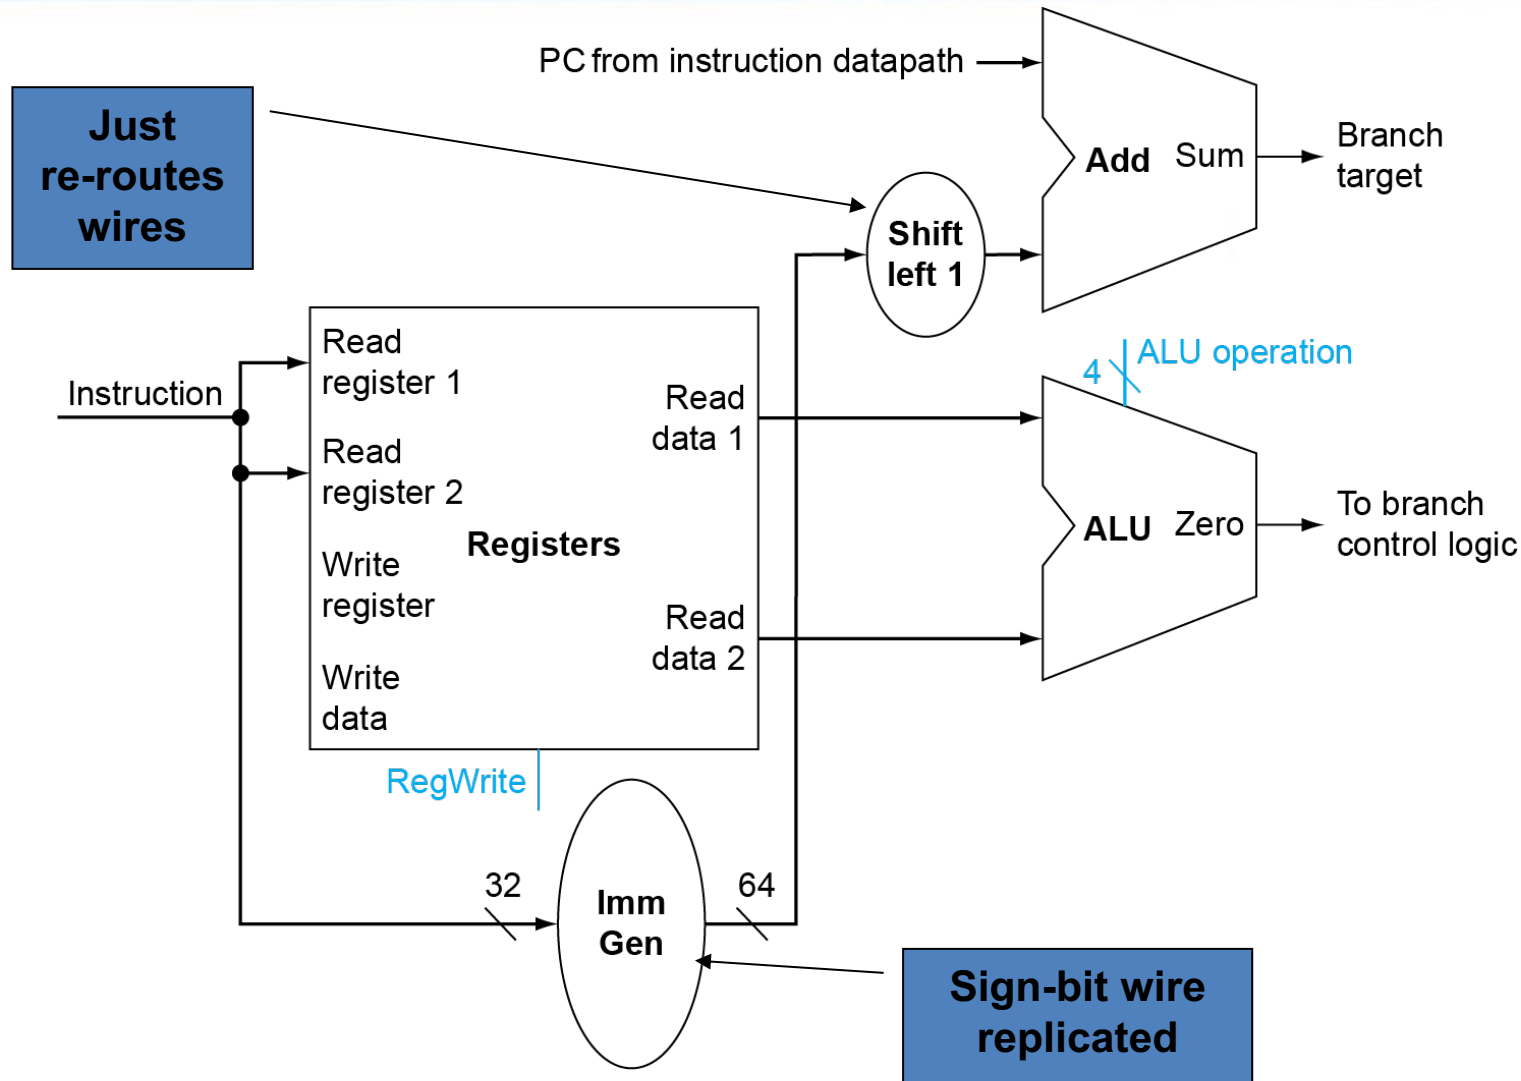 PC from instruction datapath
Just
re-routes
wires
Add
Sum
Branch
target
Shift
left 1
Instruction
Read
register 1
Read
register 2
Registers
Write
register
Write
data
Read
data 1
Read
data 2
4
ALU operation
ALU
Zero
To branch
control logic
RegWrite
32
Imm
Gen
64
Sign-bit wire
replicated